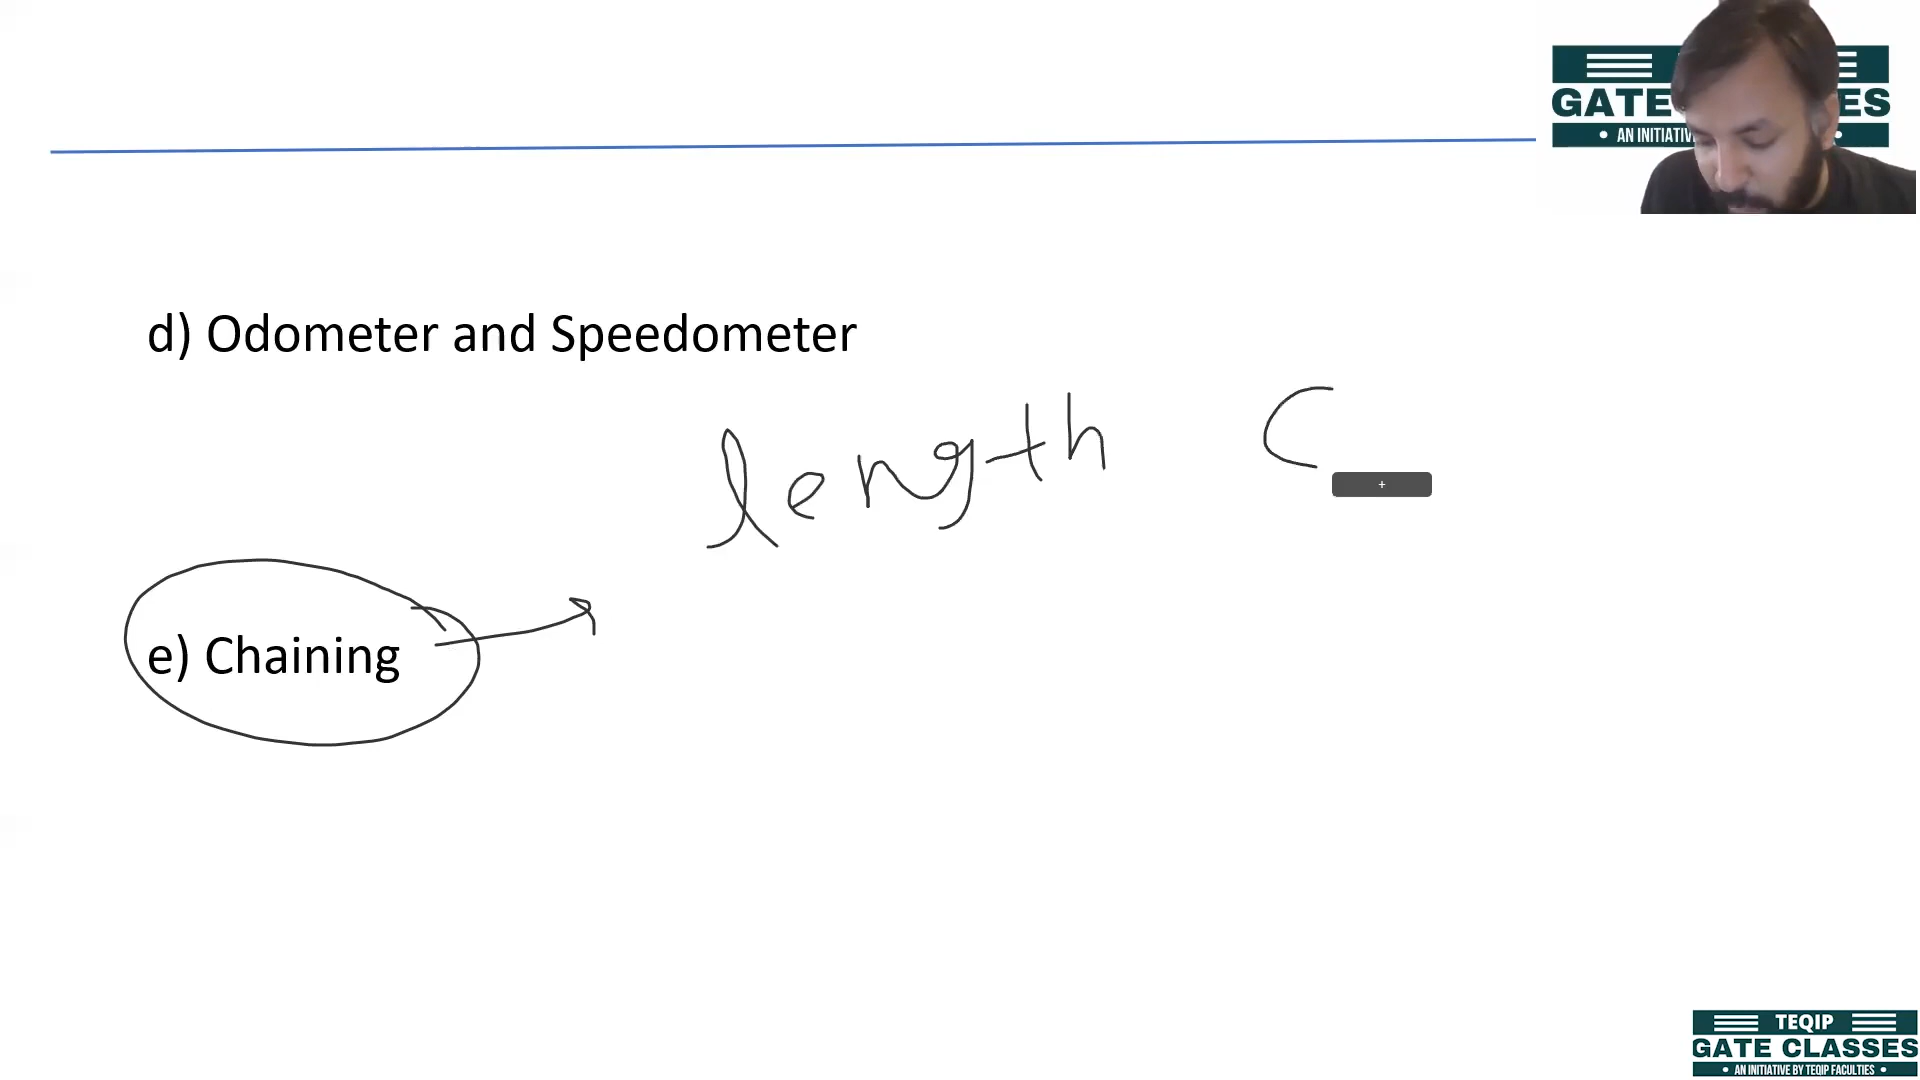 GATE ES
AN INITIATIV
d) Odometer and Speedometer
length C
+
e) Chaining
TEQIP
GATE CLASSES
• AN INITIATIVE BY TEQIP FACULTIES •